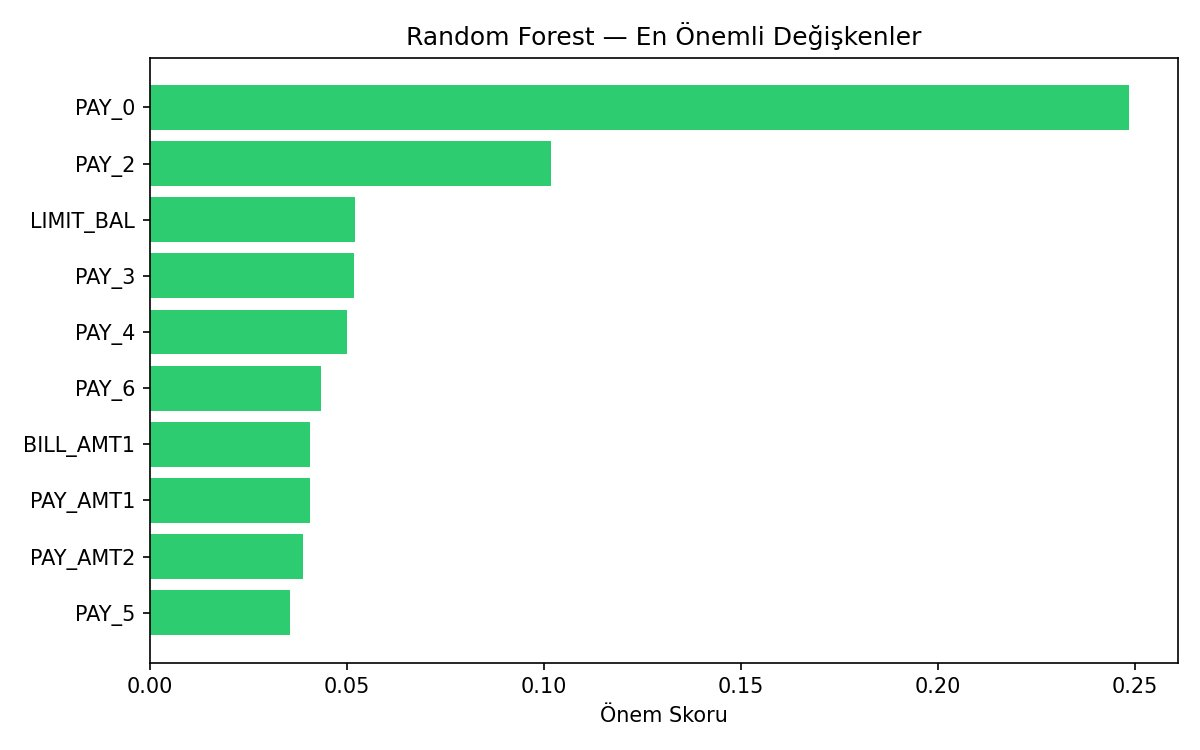 Random Forest — En Önemli Değişkenler
PAY_0
PAY_2
LIMIT_BAL
PAY_3
PAY_4
PAY_6
BILL_AMT1
PAY_AMT1
PAY_AMT2
PAY_5
0.00 0.05 0.10 0.15 0.20 0.25
Önem Skoru